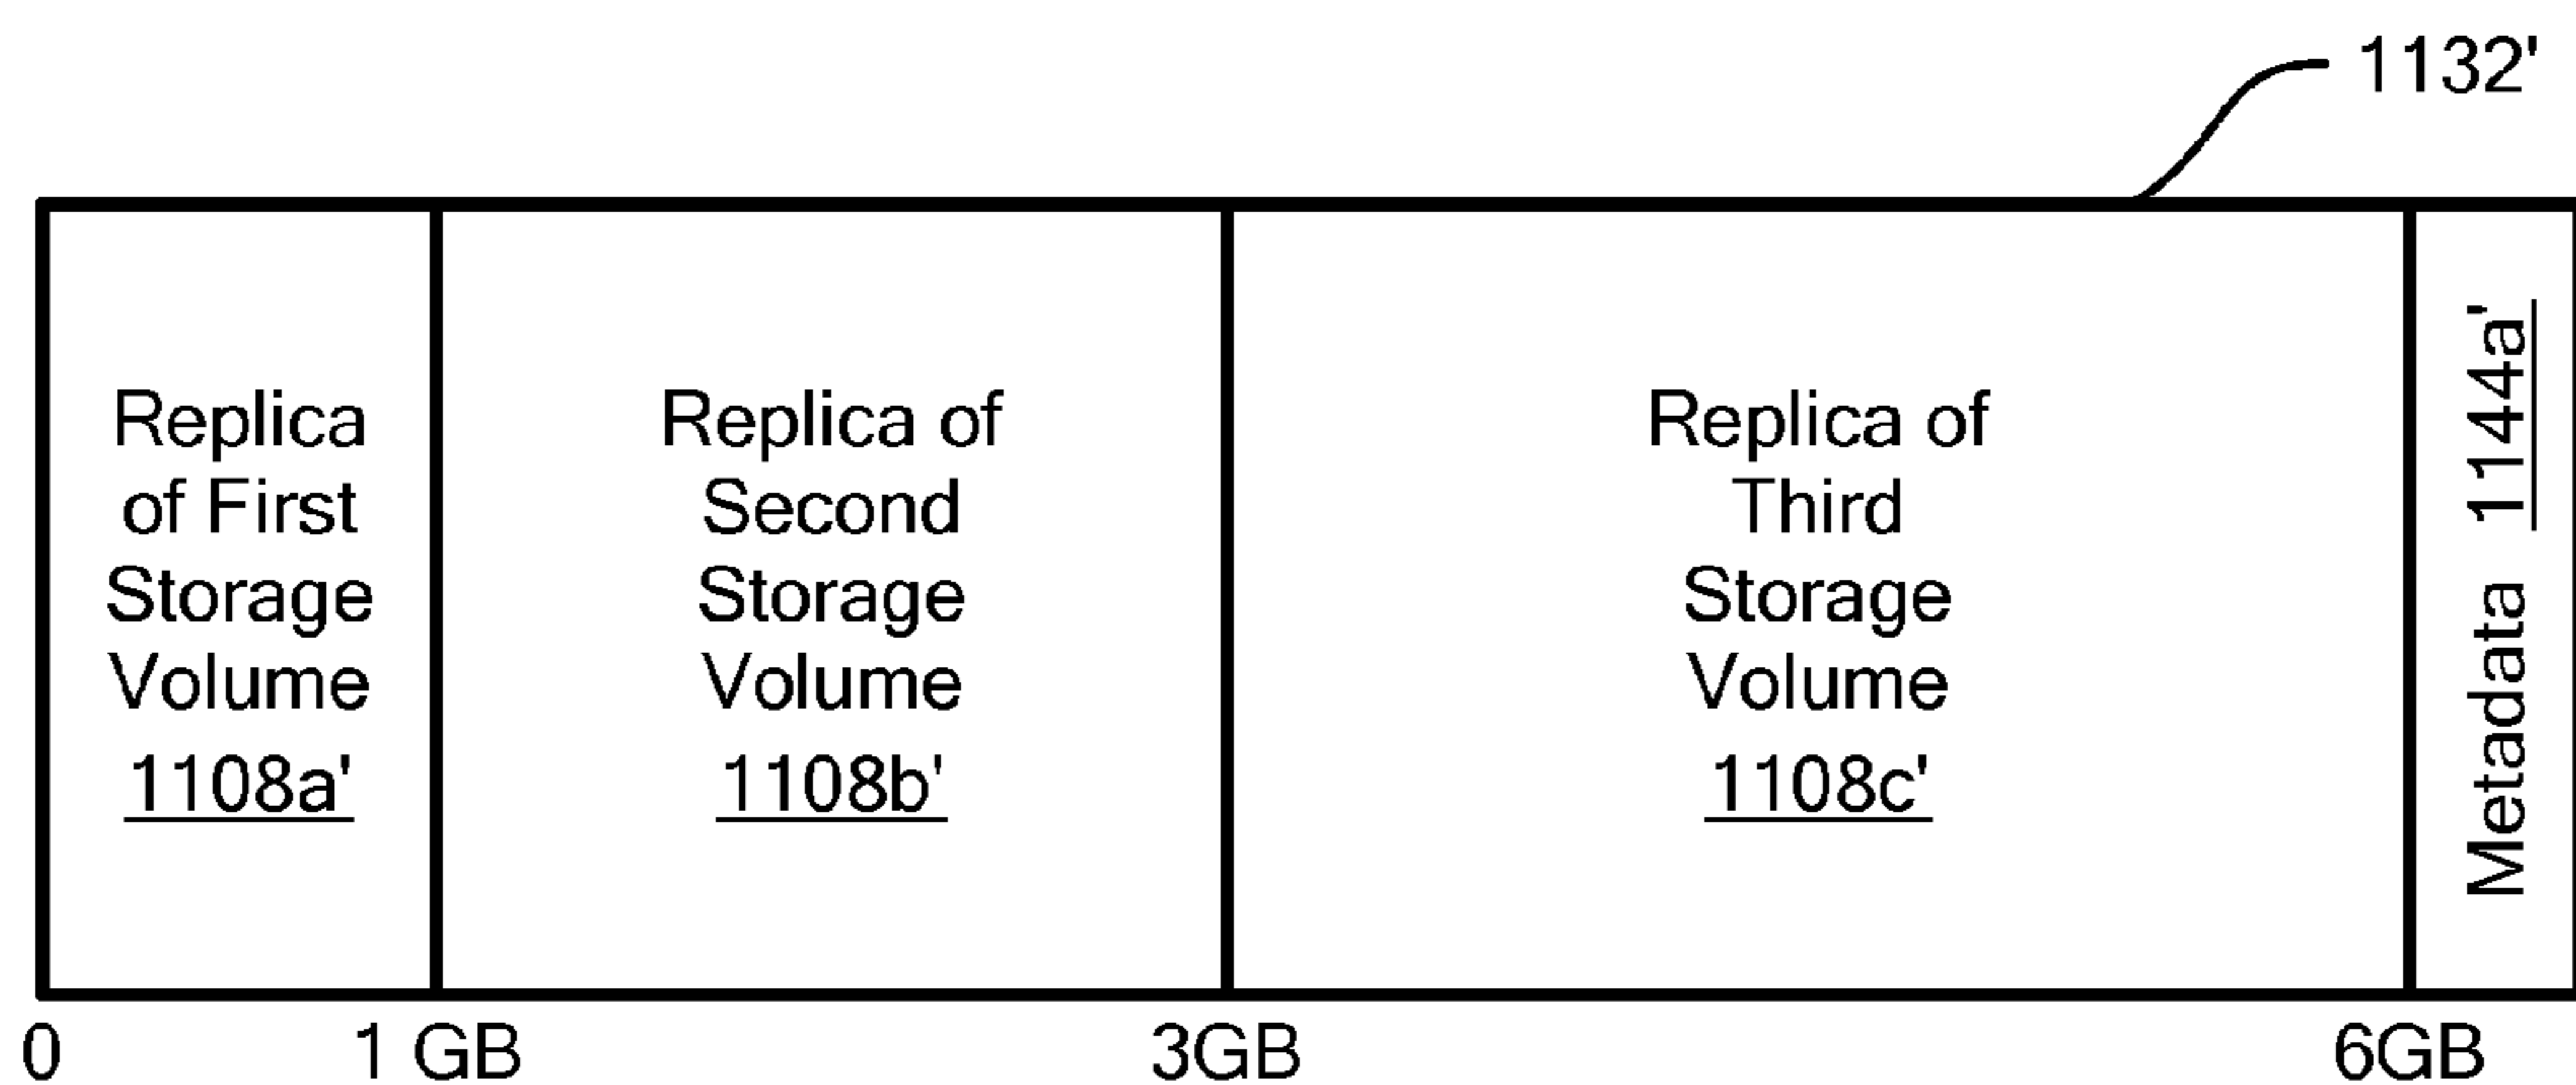 1132'
Replica
of First
Storage
Volume
1108a'
Replica of
Second
Storage
Volume
1108b'
Replica of
Third
Storage
Volume
1108c'
Metadata 1144a'
0
1 GB
3GB
6GB